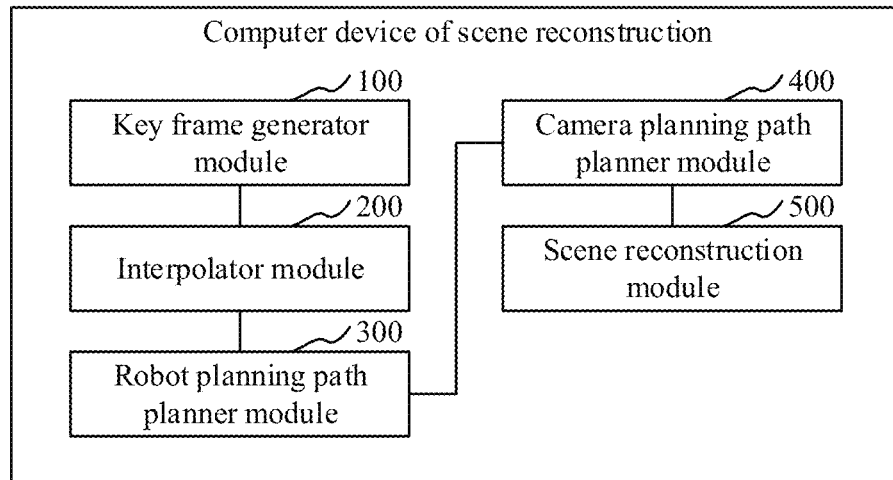 Computer device of scene reconstruction
100
Key frame generator
module
200
Interpolator module
300
Robot planning path
planner module
400
Camera planning path
planner module
500
Scene reconstruction
module